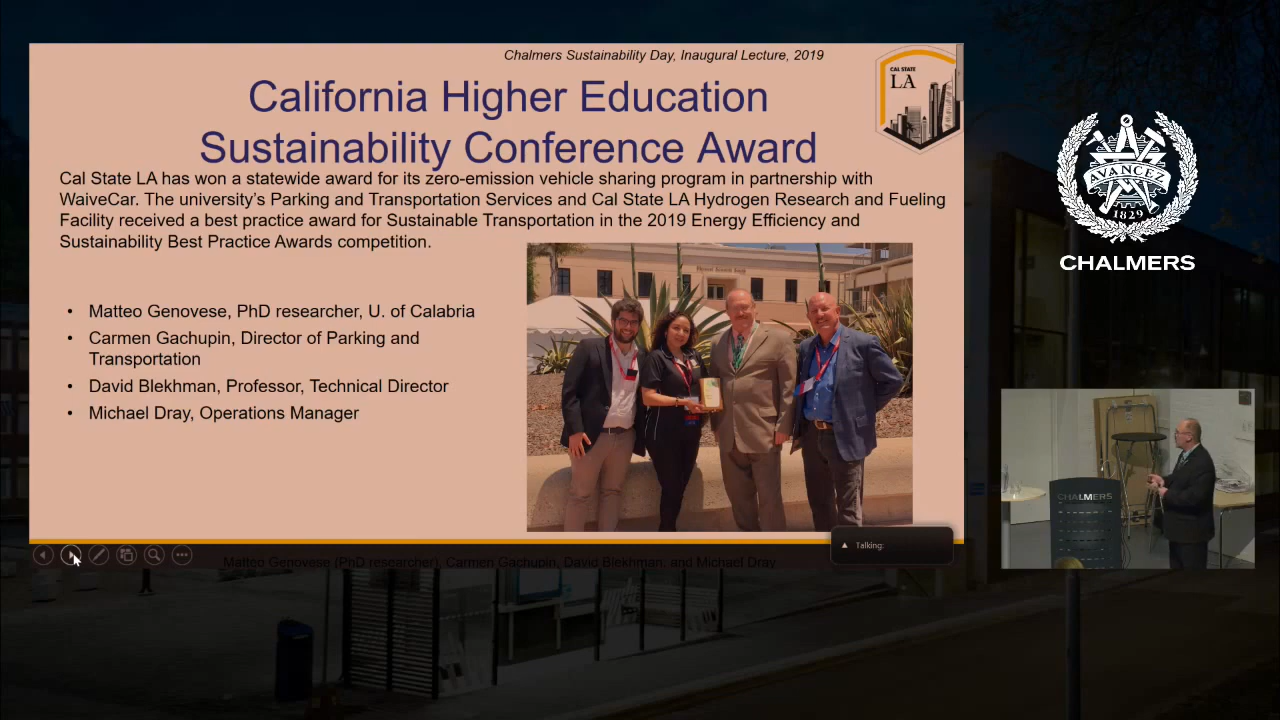 Chalmers Sustainability Day, Inaugural Lecture, 2019
California Higher Education
Sustainability Conference Award
CAL STATE
LA
Cal State LA has won a statewide award for its zero-emission vehicle sharing program in partnership with
WaiveCar. The university's Parking and Transportation Services and Cal State LA Hydrogen Research and Fueling
Facility received a best practice award for Sustainable Transportation in the 2019 Energy Efficiency and
Sustainability Best Practice Awards competition.
• Matteo Genovese, PhD researcher, U. of Calabria
• Carmen Gachupin, Director of Parking and
Transportation
• David Blekhman, Professor, Technical Director
• Michael Dray, Operations Manager
Talking:
Matteo Genovese (PhD researcher), Carmen Gachupin, David Blekhman, and Michael Dray
AVANCEZ
1829
CHALMERS
CHALMERS